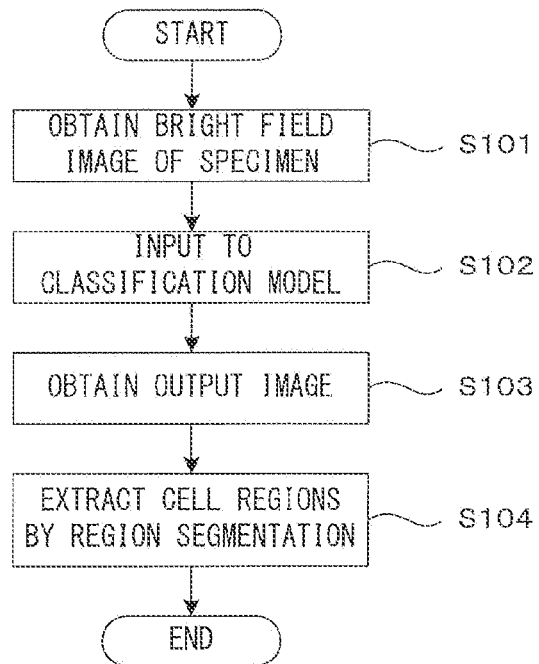 START
OBTAIN BRIGHT FIELD
IMAGE OF SPECIMEN
S101
INPUT TO
CLASSIFICATION MODEL
S102
OBTAIN OUTPUT IMAGE
S103
EXTRACT CELL REGIONS
BY REGION SEGMENTATION
S104
END